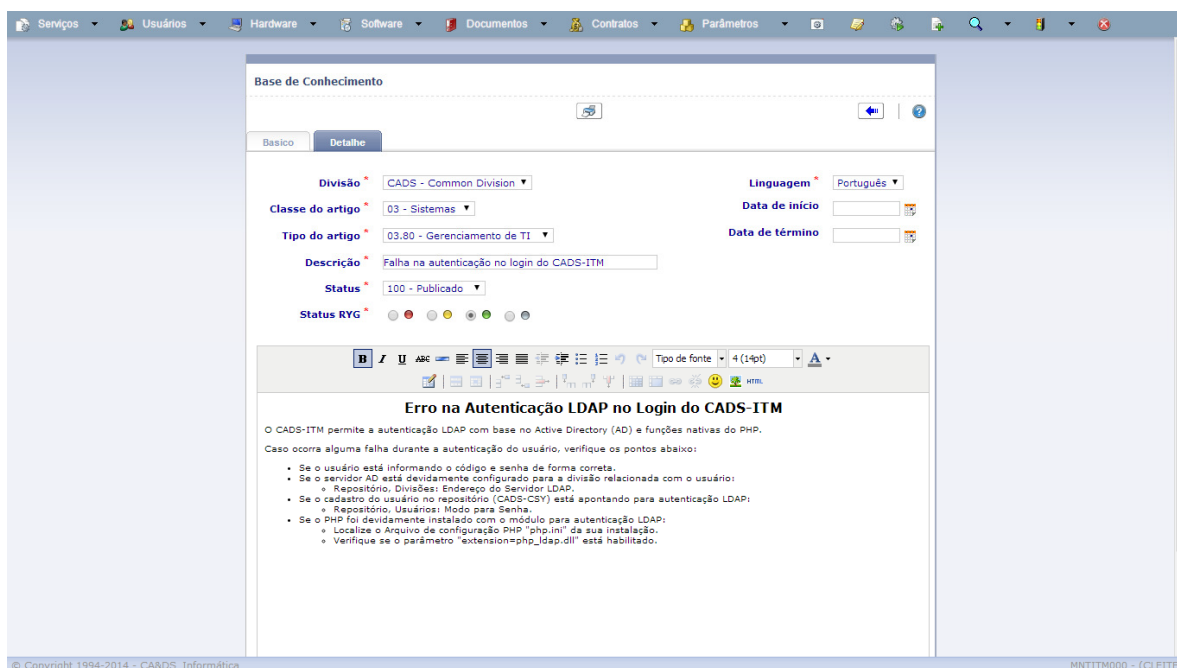 Serviços Usuários Hardware Software Documentos Contratos Parâmetros
Base de Conhecimento
Basico Detalhe
Divisão * CADS - Common Division Linguagem * Português
Classe do artigo * 03 - Sistemas Data de início
Tipo do artigo * 03.80 - Gerenciamento de TI Data de término
Descrição * Falha na autenticação no login do CADS-ITM
Status * 100 - Publicado
Status RYG *
B I U ABC Tipo de fonte 4 (14pt) A
HTML
Erro na Autenticação LDAP no Login do CADS-ITM
O CADS-ITM permite a autenticação LDAP com base no Active Directory (AD) e funções nativas do PHP.
Caso ocorra alguma falha durante a autenticação do usuário, verifique os pontos abaixo:
Se o usuário está informando o código e senha de forma correta.
Se o servidor AD está devidamente configurado para a divisão relacionada com o usuário:
Repositório, Divisões: Endereço do Servidor LDAP.
Se o cadastro do usuário no repositório (CADS-CSY) está apontando para autenticação LDAP:
Repositório, Usuários: Modo para Senha.
Se o PHP foi devidamente instalado com o módulo para autenticação LDAP:
Localize o Arquivo de configuração PHP "php.ini" da sua instalação.
Verifique se o parâmetro "extension=php_ldap.dll" está habilitado.
© Copyright 1994-2014 - CA&DS Informática MNTITM000 -